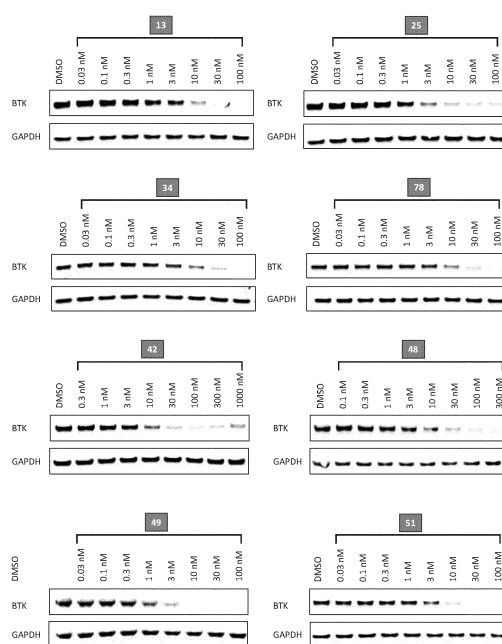 13
DMSO 0.03 nM 0.1 nM 0.3 nM 1 nM 3 nM 10 nM 30 nM 100 nM
BTK
GAPDH
25
DMSO 0.03 nM 0.1 nM 0.3 nM 1 nM 3 nM 10 nM 30 nM 100 nM
BTK
GAPDH
34
DMSO 0.03 nM 0.1 nM 0.3 nM 1 nM 3 nM 10 nM 30 nM 100 nM
BTK
GAPDH
78
DMSO 0.03 nM 0.1 nM 0.3 nM 1 nM 3 nM 10 nM 30 nM 100 nM
BTK
GAPDH
42
DMSO 0.3 nM 1 nM 3 nM 10 nM 30 nM 100 nM 300 nM 1000 nM
BTK
GAPDH
48
DMSO 0.1 nM 0.3 nM 1 nM 3 nM 10 nM 30 nM 100 nM 300 nM
BTK
GAPDH
49
DMSO 0.03 nM 0.1 nM 0.3 nM 1 nM 3 nM 10 nM 30 nM 100 nM
BTK
GAPDH
51
DMSO 0.03 nM 0.1 nM 0.3 nM 1 nM 3 nM 10 nM 30 nM 100 nM
BTK
GAPDH